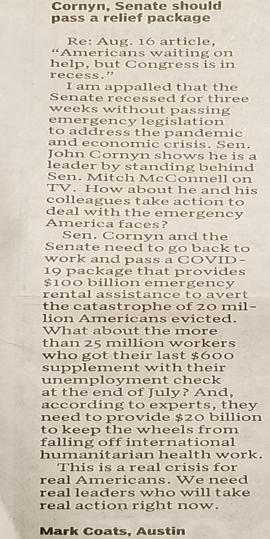 Cornyn, Senate should
pass a relief package
Re: Aug. 16 article,
"Americans waiting on
help, but Congress is in
recess."
I am appalled that the
Senate recessed for three
weeks without passing
emergency legislation
to address the pandemic
and economic crisis. Sen.
John Cornyn shows he is a
leader by standing behind
Sen. Mitch McConnell on
TV. How about he and his
colleagues take action to
deal with the emergency
America faces?
Sen. Cornyn and the
Senate need to go back to
work and pass a COVID-
19 package that provides
$100 billion emergency
rental assistance to avert
the catastrophe of 20 mil-
lion Americans evicted.
What about the more
than 25 million workers
who got their last $600
supplement with their
unemployment check
at the end of July? And,
according to experts, they
need to provide $20 billion
to keep the wheels from
falling off international
humanitarian health work.
This is a real crisis for
real Americans. We need
real leaders who will take
real action right now.
Mark Coats, Austin